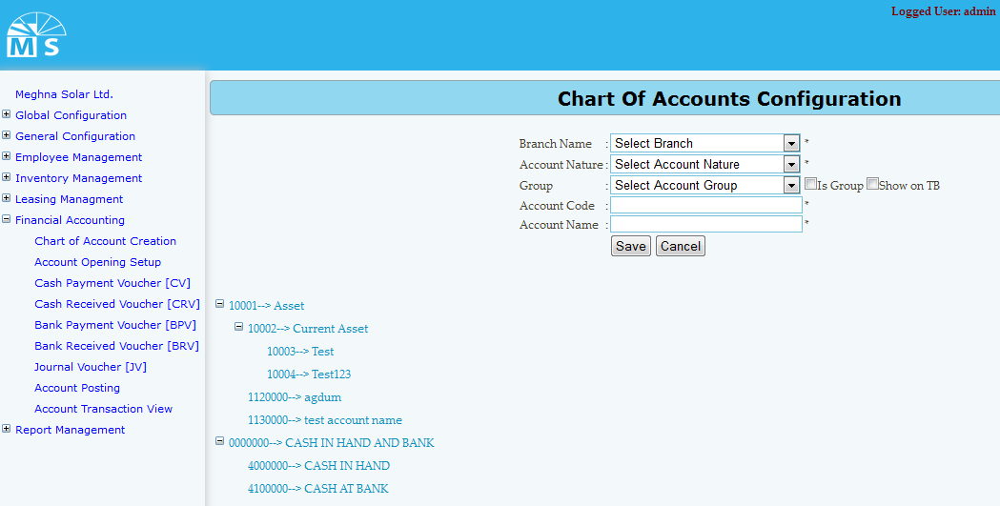 Logged User: admin
M S
Meghna Solar Ltd.
Global Configuration
General Configuration
Employee Management
Inventory Management
Leasing Managment
Financial Accounting
Chart of Account Creation
Account Opening Setup
Cash Payment Voucher [CV]
Cash Received Voucher [CRV]
Bank Payment Voucher [BPV]
Bank Received Voucher [BRV]
Journal Voucher [JV]
Account Posting
Account Transaction View
Report Management
Chart Of Accounts Configuration
Branch Name : Select Branch *
Account Nature : Select Account Nature *
Group : Select Account Group Is Group Show on TB
Account Code : *
Account Name : *
Save Cancel
10001--> Asset
10002--> Current Asset
10003--> Test
10004--> Test123
1120000--> agdum
1130000--> test account name
0000000--> CASH IN HAND AND BANK
4000000--> CASH IN HAND
4100000--> CASH AT BANK